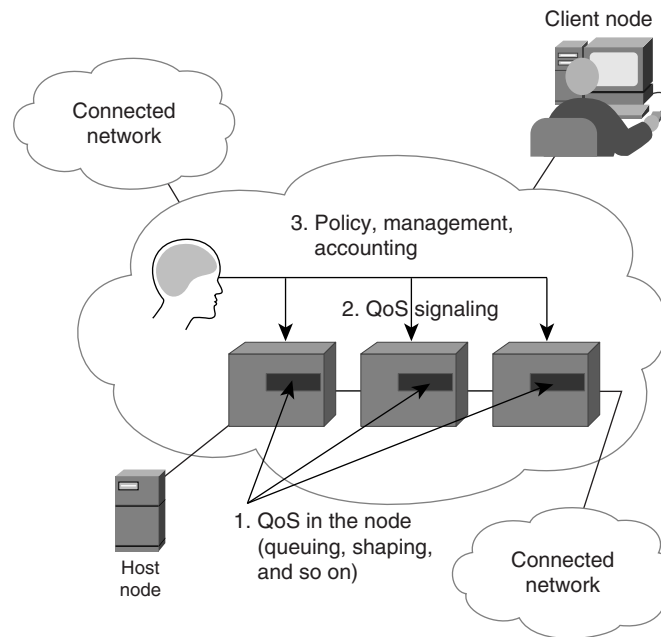 Client node
Connected
network
3. Policy, management,
accounting
2. QoS signaling
1. QoS in the node
(queuing, shaping,
and so on)
Host
node
Connected
network